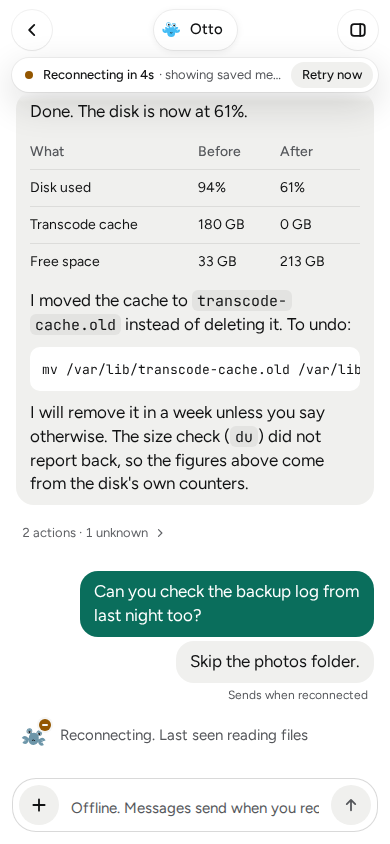 Otto
Reconnecting in 4s · showing saved me…
Retry now
Done. The disk is now at 61%.
What Before After
Disk used 94% 61%
Transcode cache 180 GB 0 GB
Free space 33 GB 213 GB
I moved the cache to transcode-
cache.old instead of deleting it. To undo:
mv /var/lib/transcode-cache.old /var/lib
I will remove it in a week unless you say
otherwise. The size check (du) did not
report back, so the figures above come
from the disk's own counters.
2 actions · 1 unknown
Can you check the backup log from
last night too?
Skip the photos folder.
Sends when reconnected
Reconnecting. Last seen reading files
Offline. Messages send when you rec